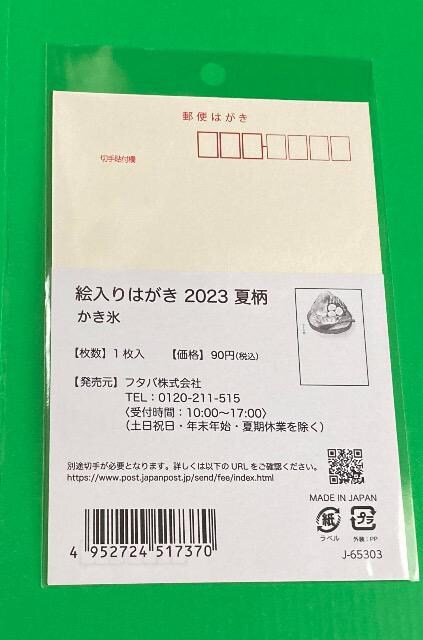 郵便はがき
切手貼付欄
絵入りはがき 2023 夏柄
かき氷
【枚数】1枚入 【価格】90円(税込)
【発売元】フタバ株式会社
TEL:0120-211-515
〈受付時間:10:00～17:00〉
(土日祝日・年末年始・夏期休業を除く)
別途切手が必要となります。詳しくは以下のURLをご確認ください。
https://www.post.japanpost.jp/send/fee/index.html
MADE IN JAPAN
紙 プラ
ラベル 外装:PP
4 952724 517370
J-65303